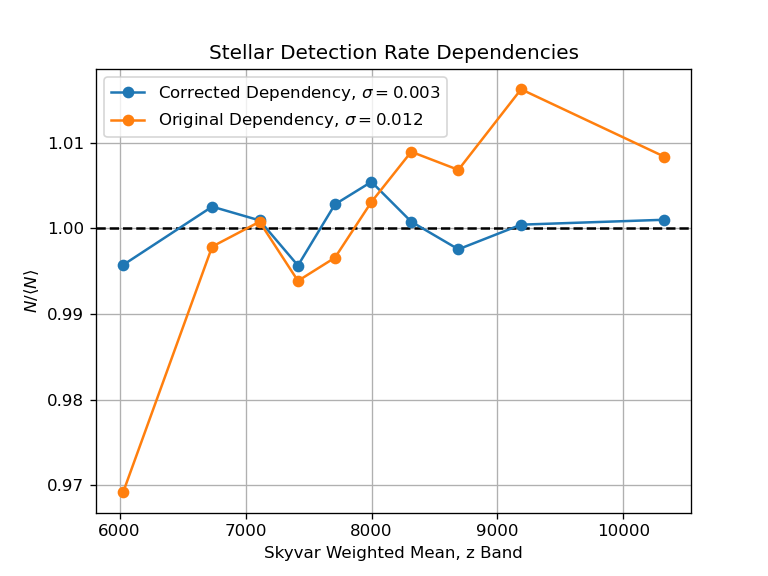 Stellar Detection Rate Dependencies
Corrected Dependency, σ = 0.003
Original Dependency, σ = 0.012
1.01
1.00
0.99
0.98
0.97
N/⟨N⟩
6000 7000 8000 9000 10000
Skyvar Weighted Mean, z Band